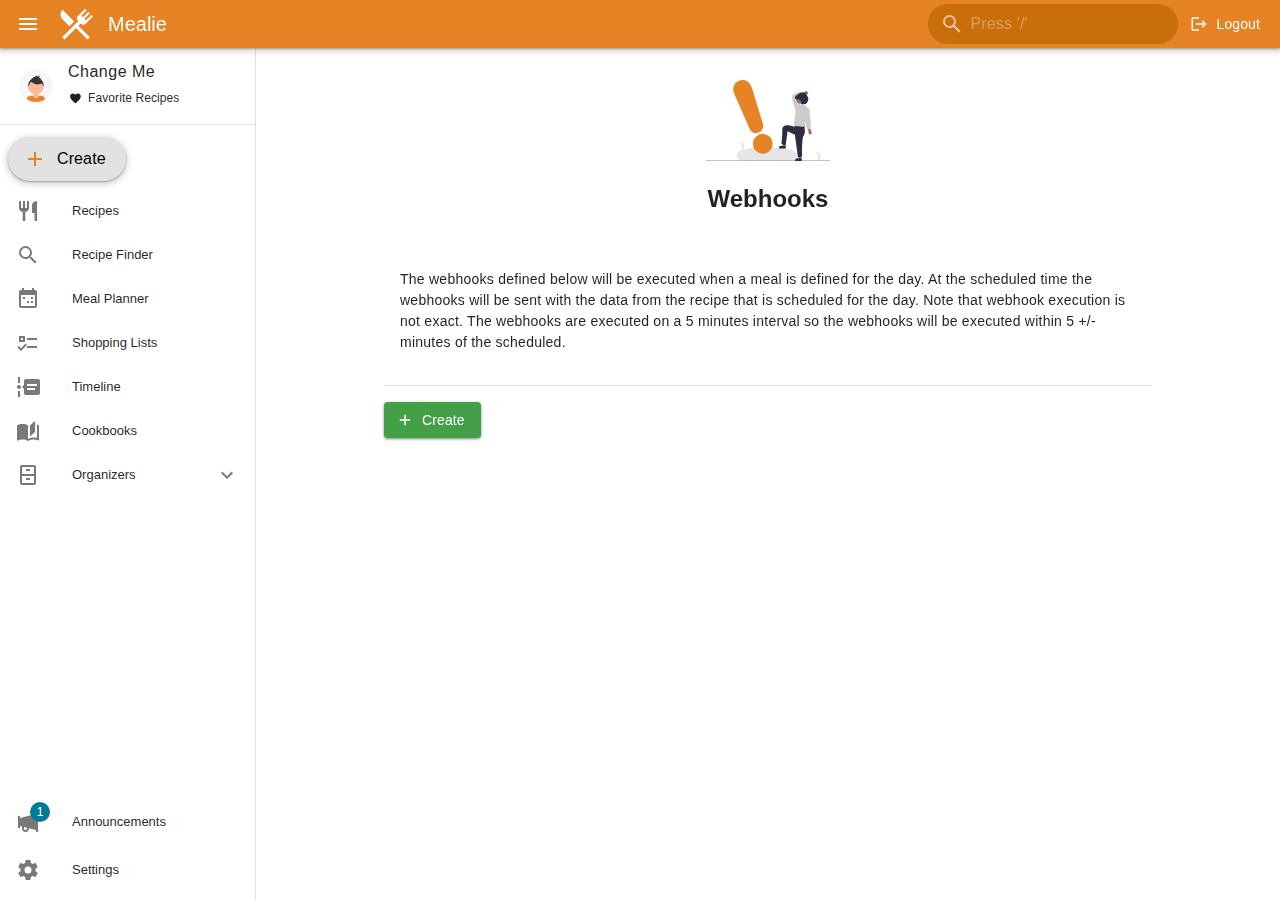 Mealie
Press '/'
Logout
Change Me
Favorite Recipes
Create
Recipes
Recipe Finder
Meal Planner
Shopping Lists
Timeline
Cookbooks
Organizers
1
Announcements
Settings
Webhooks
The webhooks defined below will be executed when a meal is defined for the day. At the scheduled time the
webhooks will be sent with the data from the recipe that is scheduled for the day. Note that webhook execution is
not exact. The webhooks are executed on a 5 minutes interval so the webhooks will be executed within 5 +/-
minutes of the scheduled.
Create